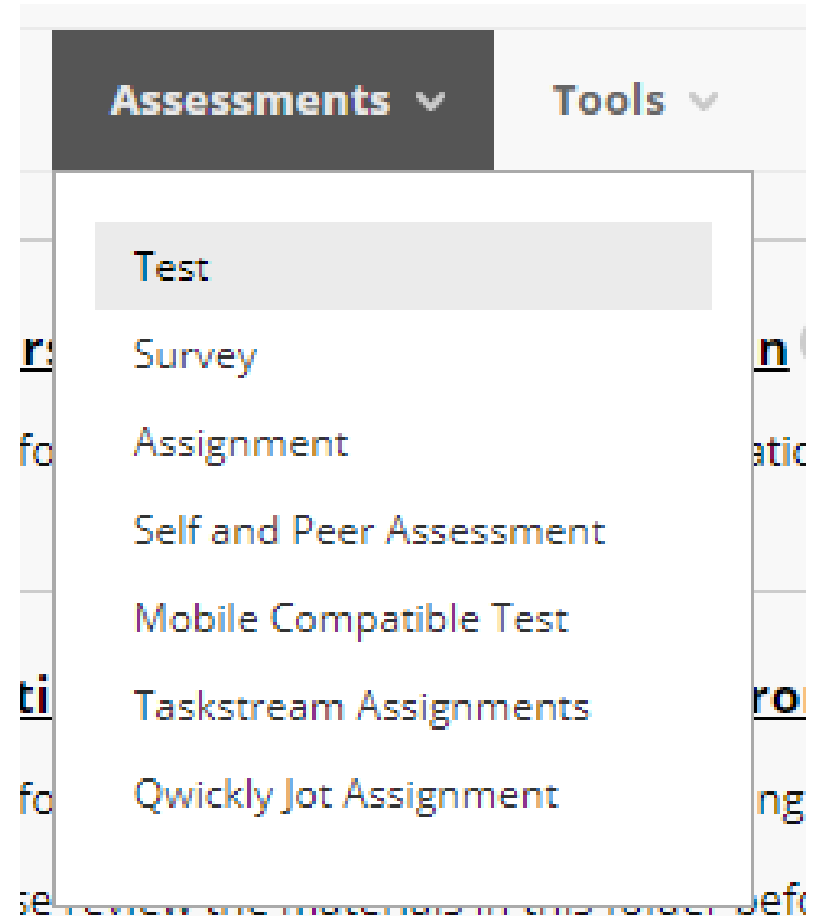 Assessments Tools
Test
Survey
Assignment
Self and Peer Assessment
Mobile Compatible Test
Taskstream Assignments
Qwickly Jot Assignment